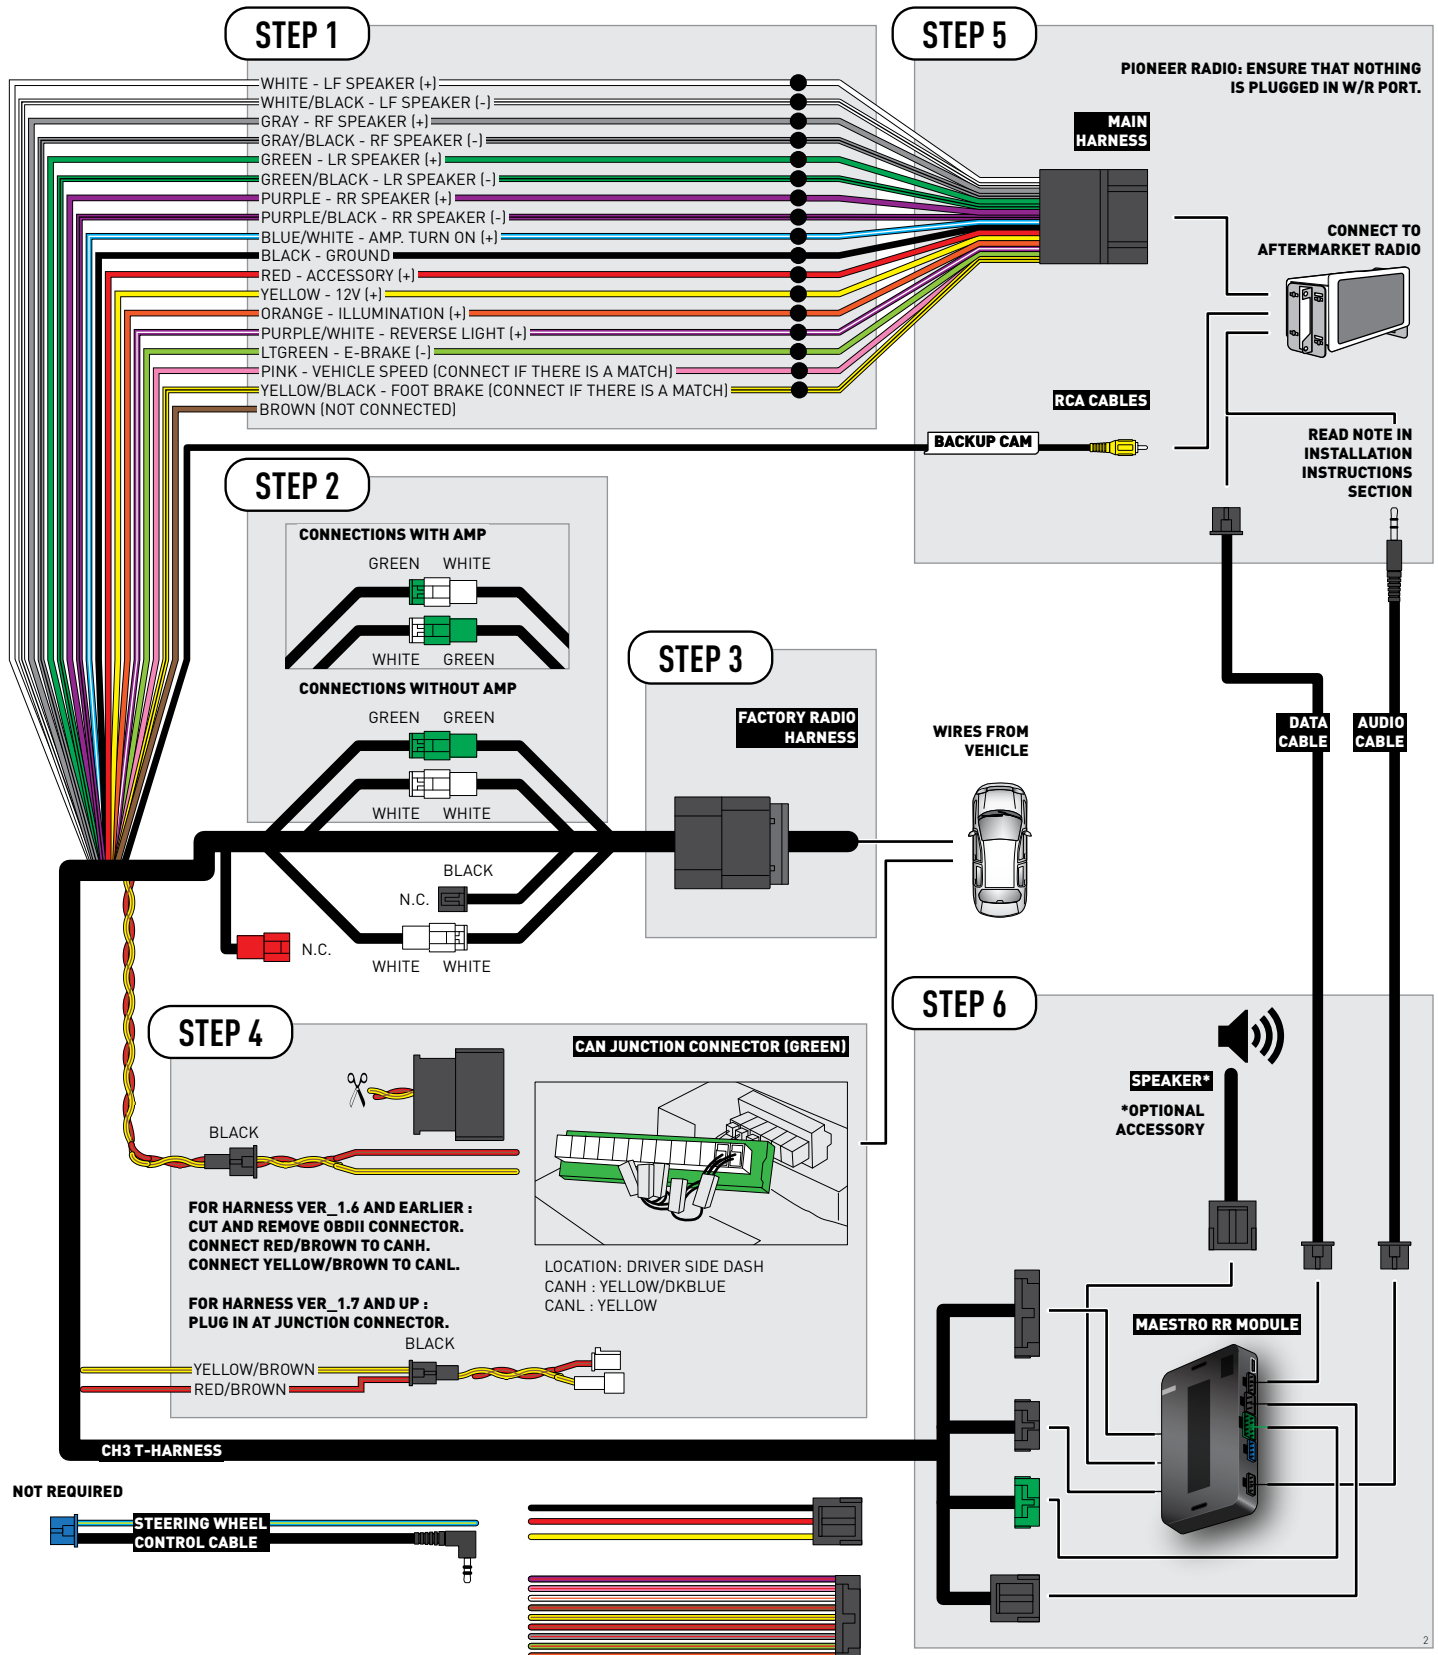 STEP 1
WHITE - LF SPEAKER (+)
WHITE/BLACK - LF SPEAKER (-)
GRAY - RF SPEAKER (+)
GRAY/BLACK - RF SPEAKER (-)
GREEN - LR SPEAKER (+)
GREEN/BLACK - LR SPEAKER (-)
PURPLE - RR SPEAKER (+)
PURPLE/BLACK - RR SPEAKER (-)
BLUE/WHITE - AMP. TURN ON (+)
BLACK - GROUND
RED - ACCESSORY (+)
YELLOW - 12V (+)
ORANGE - ILLUMINATION (+)
PURPLE/WHITE - REVERSE LIGHT (+)
LTGREEN - E-BRAKE (-)
PINK - VEHICLE SPEED (CONNECT IF THERE IS A MATCH)
YELLOW/BLACK - FOOT BRAKE (CONNECT IF THERE IS A MATCH)
BROWN (NOT CONNECTED)
STEP 5
PIONEER RADIO: ENSURE THAT NOTHING
IS PLUGGED IN W/R PORT.
MAIN
HARNESS
CONNECT TO
AFTERMARKET RADIO
RCA CABLES
BACKUP CAM
READ NOTE IN
INSTALLATION
INSTRUCTIONS
SECTION
STEP 2
CONNECTIONS WITH AMP
GREEN WHITE
WHITE GREEN
CONNECTIONS WITHOUT AMP
GREEN GREEN
WHITE WHITE
BLACK
N.C.
N.C.
WHITE WHITE
STEP 3
FACTORY RADIO
HARNESS
WIRES FROM
VEHICLE
DATA
CABLE
AUDIO
CABLE
STEP 4
CAN JUNCTION CONNECTOR (GREEN)
BLACK
FOR HARNESS VER_1.6 AND EARLIER :
CUT AND REMOVE OBDII CONNECTOR.
CONNECT RED/BROWN TO CANH.
CONNECT YELLOW/BROWN TO CANL.
FOR HARNESS VER_1.7 AND UP :
PLUG IN AT JUNCTION CONNECTOR.
LOCATION: DRIVER SIDE DASH
CANH : YELLOW/DKBLUE
CANL : YELLOW
BLACK
YELLOW/BROWN
RED/BROWN
CH3 T-HARNESS
STEP 6
SPEAKER*
*OPTIONAL
ACCESSORY
MAESTRO RR MODULE
NOT REQUIRED
STEERING WHEEL
CONTROL CABLE
2